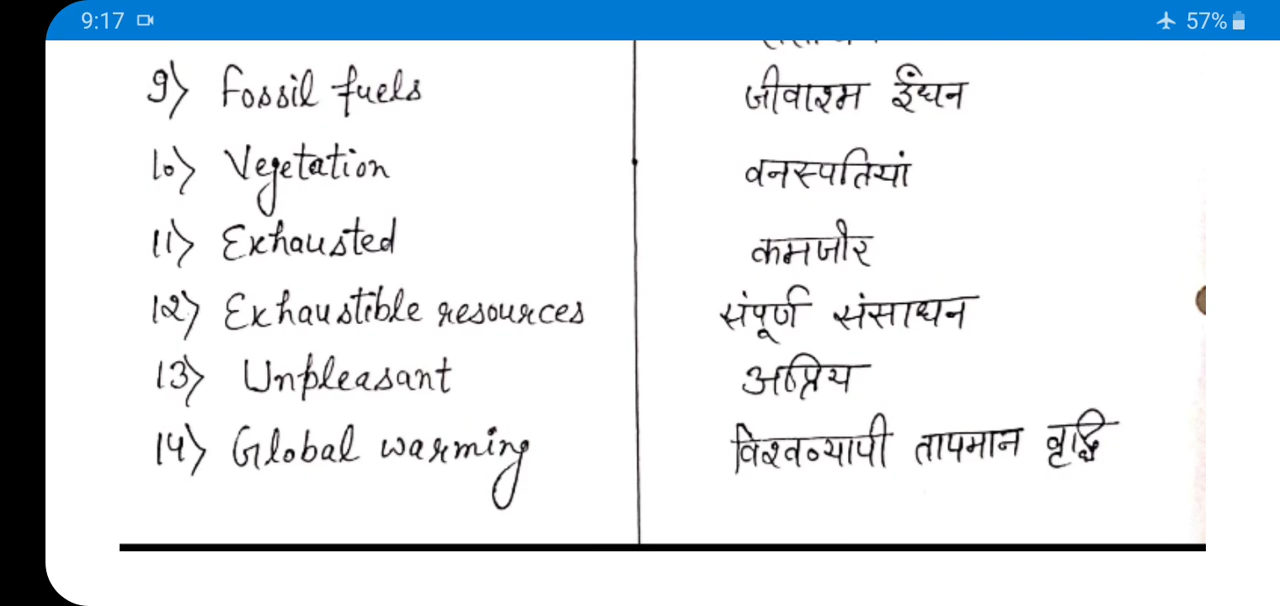 9:17 57%
9) Fossil fuels जीवाश्म ईंधन
10) Vegetation वनस्पतियां
11) Exhausted कमजोर
12) Exhaustible resources संपूर्ण संसाधन
13) Unpleasant अप्रिय
14) Global warming विश्वव्यापी तापमान वृद्धि